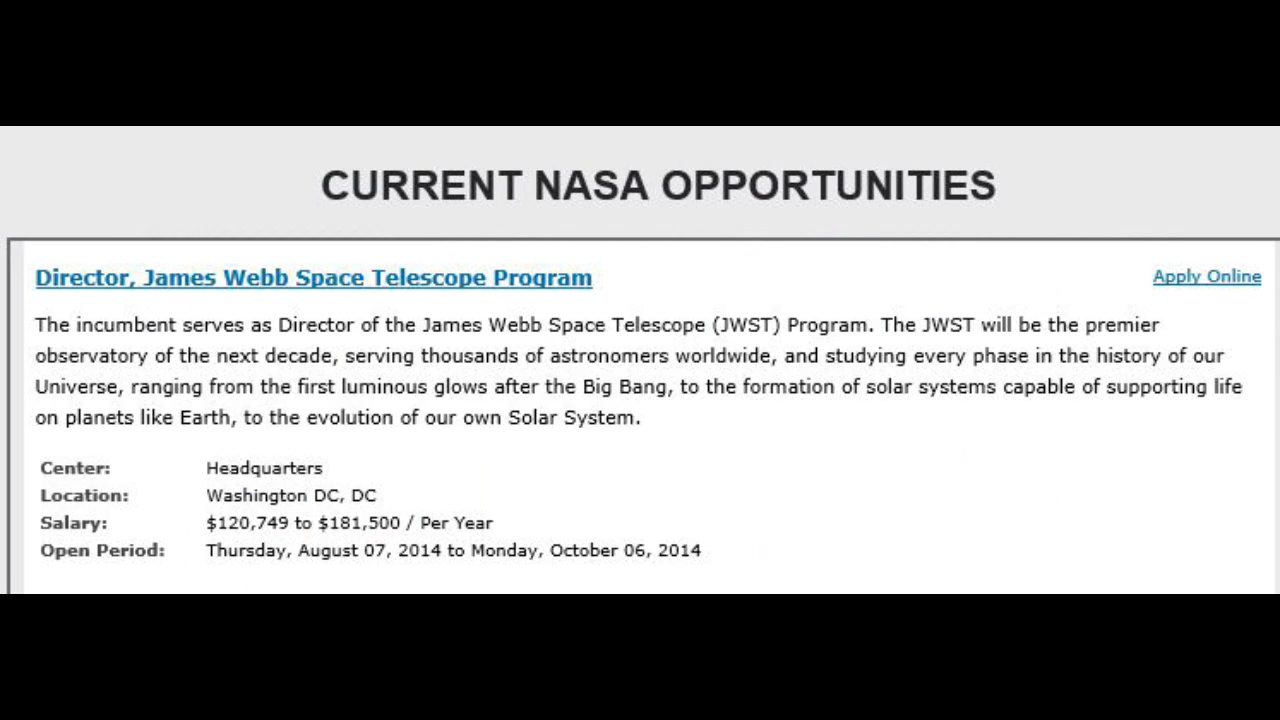 CURRENT NASA OPPORTUNITIES
Director, James Webb Space Telescope Program Apply Online
The incumbent serves as Director of the James Webb Space Telescope (JWST) Program. The JWST will be the premier
observatory of the next decade, serving thousands of astronomers worldwide, and studying every phase in the history of our
Universe, ranging from the first luminous glows after the Big Bang, to the formation of solar systems capable of supporting life
on planets like Earth, to the evolution of our own Solar System.
Center: Headquarters
Location: Washington DC, DC
Salary: $120,749 to $181,500 / Per Year
Open Period: Thursday, August 07, 2014 to Monday, October 06, 2014